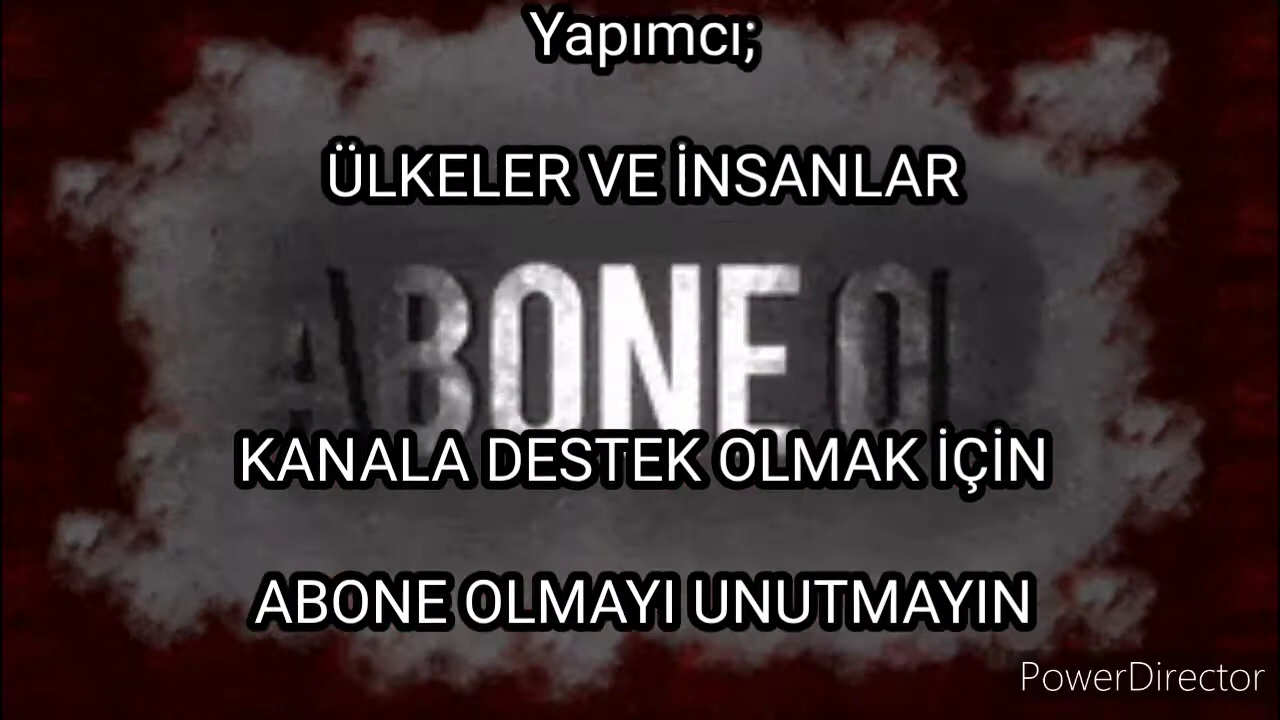 Yapımcı;
ÜLKELER VE İNSANLAR
ABONE OL
KANALA DESTEK OLMAK İÇİN
ABONE OLMAYI UNUTMAYIN
PowerDirector